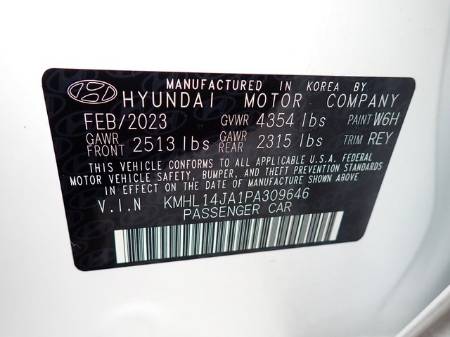 MANUFACTURED IN KOREA BY
HYUNDAI MOTOR COMPANY
FEB/2023 GVWR 4354 lbs PAINT W6H
GAWR FRONT 2513 lbs GAWR REAR 2315 lbs TRIM REY
THIS VEHICLE CONFORMS TO ALL APPLICABLE U.S.A. FEDERAL
MOTOR VEHICLE SAFETY, BUMPER, AND THEFT PREVENTION STANDARDS
IN EFFECT ON THE DATE OF MANUFACTURE SHOWN ABOVE.
V.I.N KMHL14JA1PA309646
PASSENGER CAR